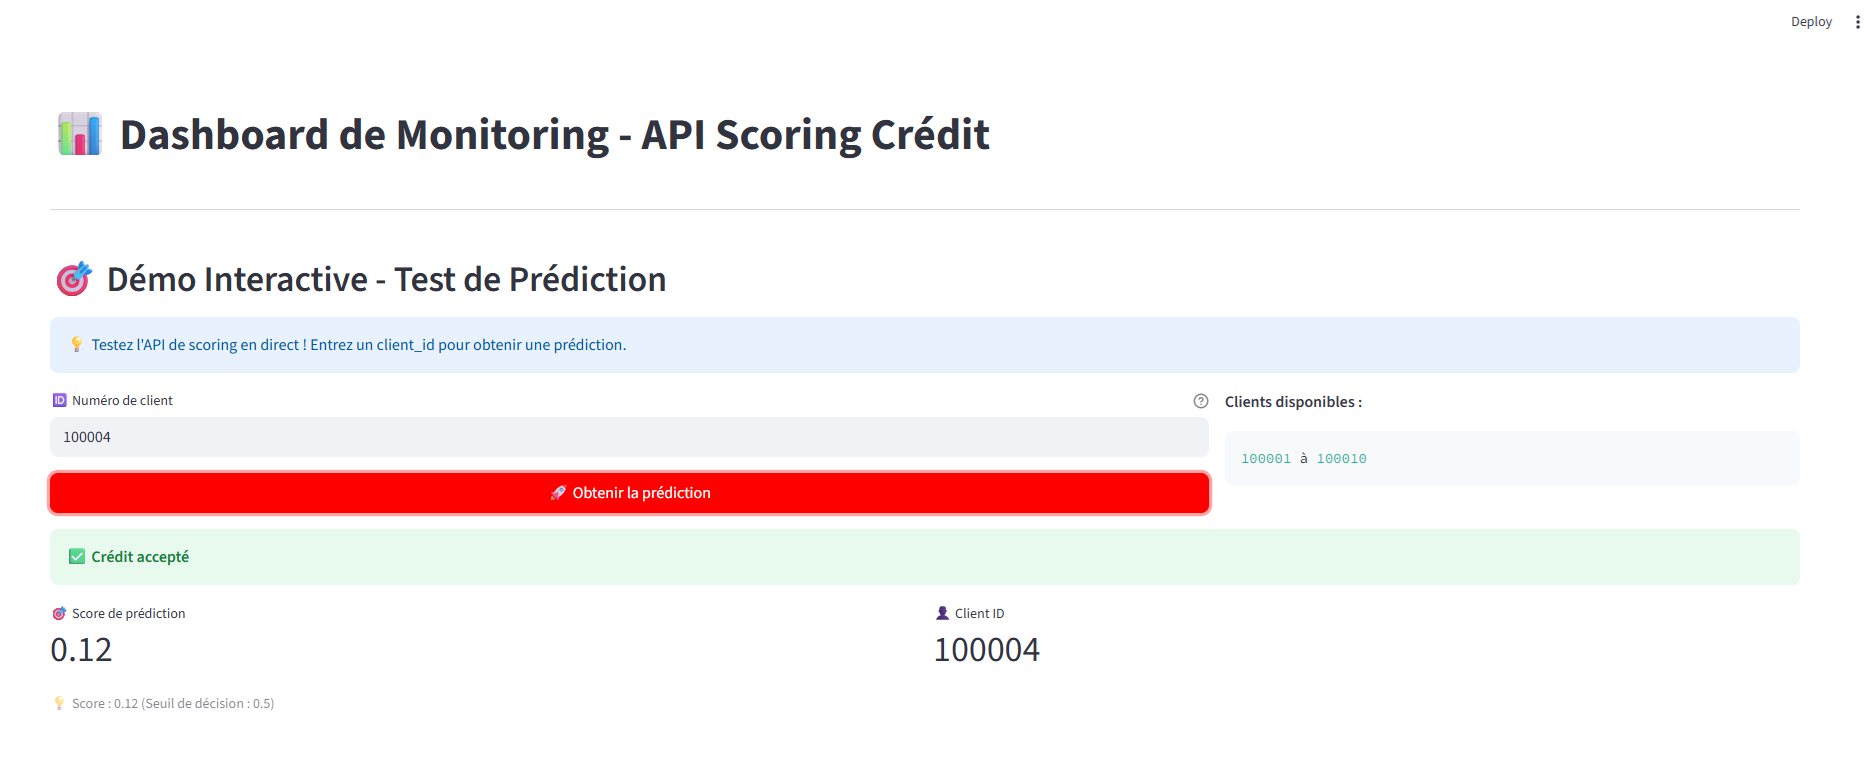 Deploy
Dashboard de Monitoring - API Scoring Crédit
Démo Interactive - Test de Prédiction
Testez l'API de scoring en direct ! Entrez un client_id pour obtenir une prédiction.
ID Numéro de client
100004
Obtenir la prédiction
Clients disponibles :
100001 à 100010
Crédit accepté
Score de prédiction
0.12
Client ID
100004
Score : 0.12 (Seuil de décision : 0.5)